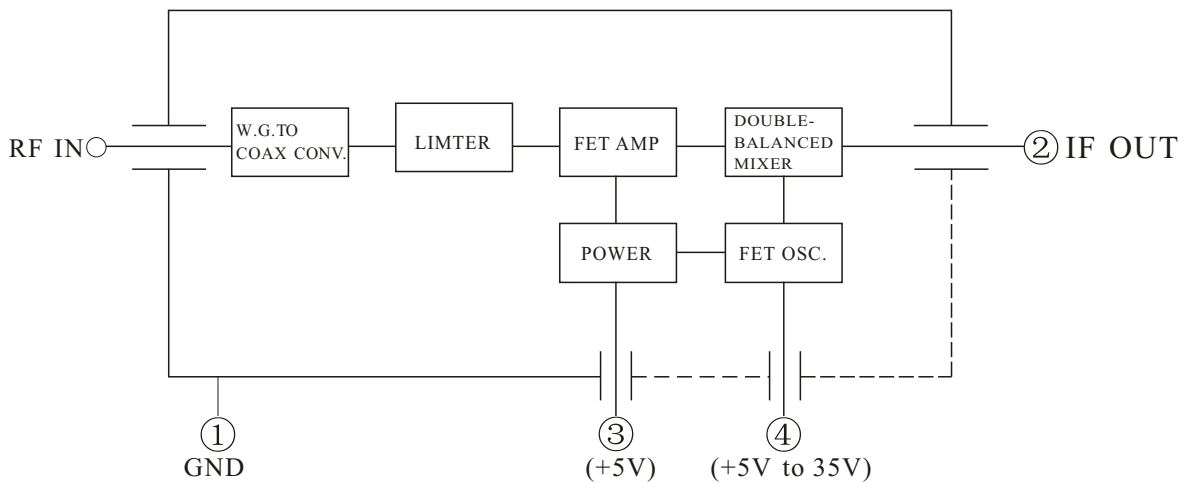 RF IN
W.G.TO
COAX CONV.
LIMTER
FET AMP
DOUBLE-
BALANCED
MIXER
② IF OUT
POWER
FET OSC.
①
GND
③
(+5V)
④
(+5V to 35V)